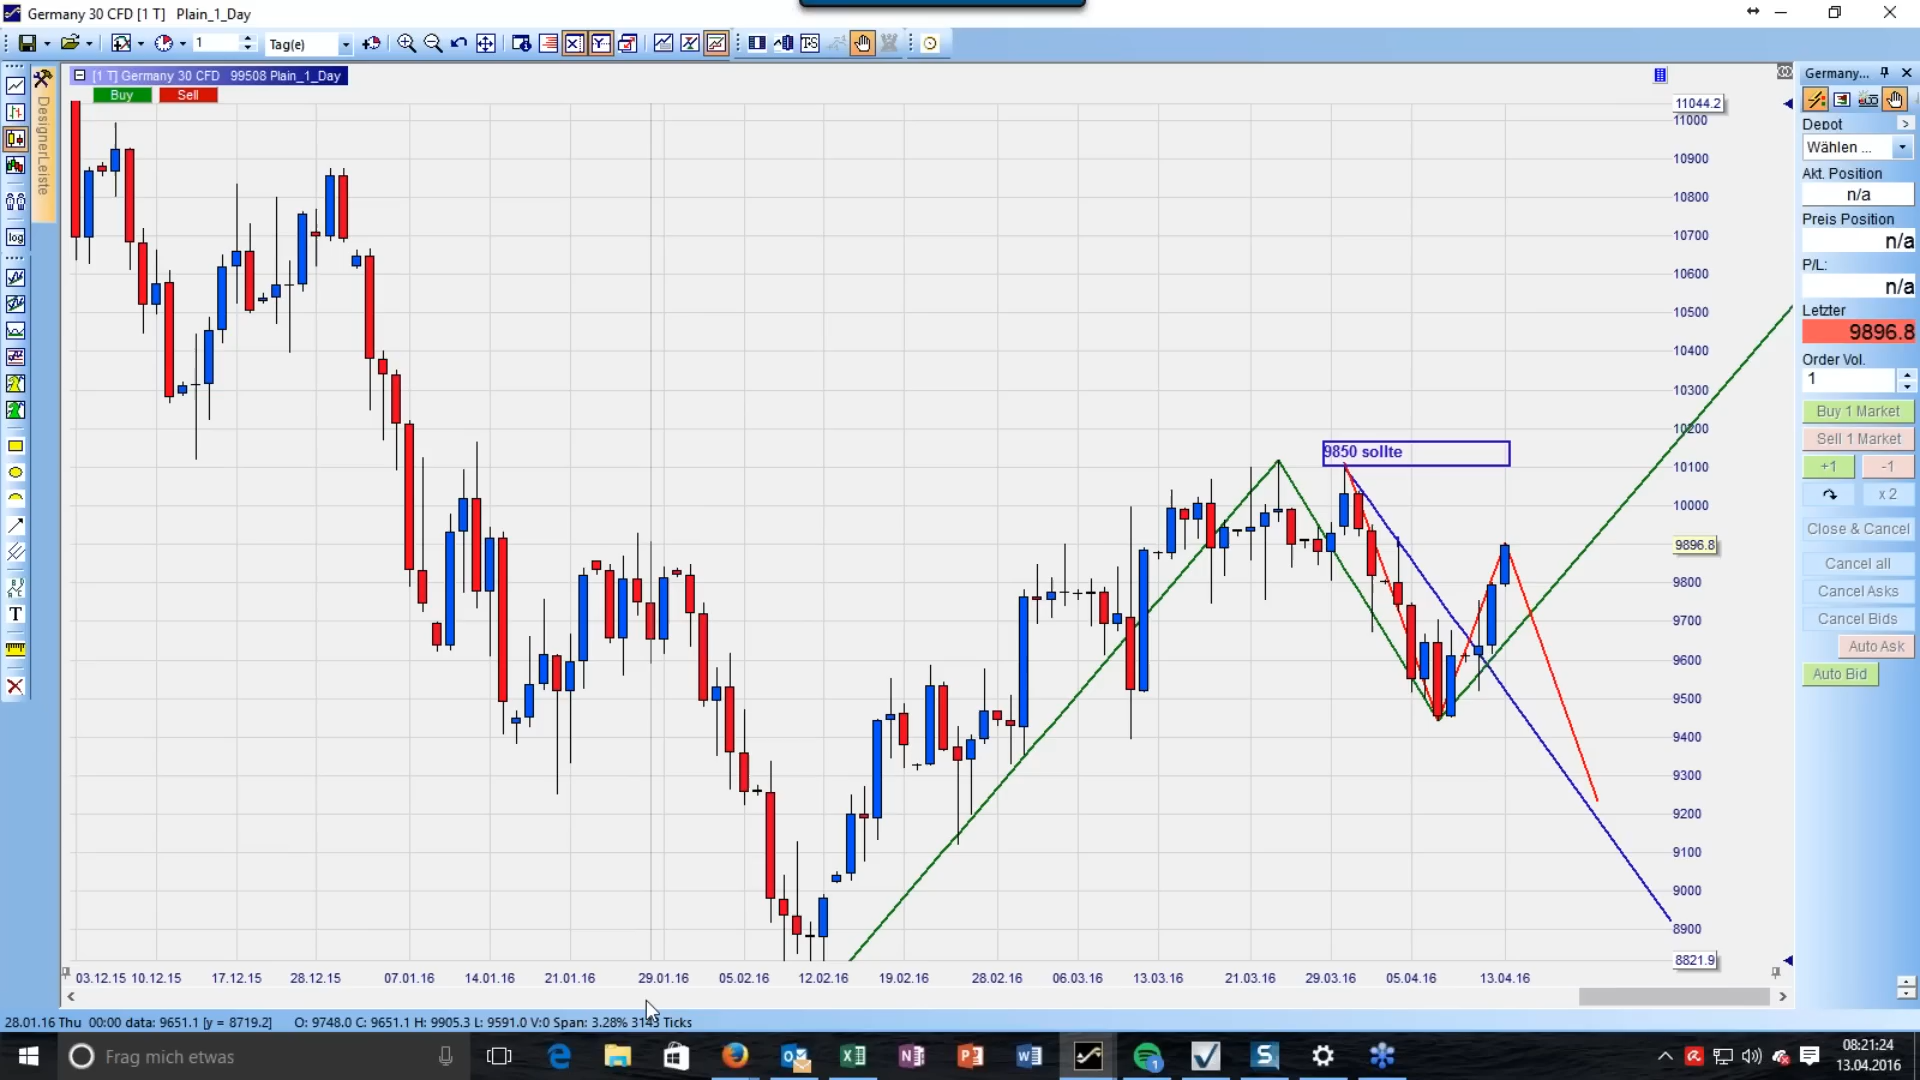 Germany 30 CFD [1 T] Plain_1_Day
1 Tag(e) TS
[1 T] Germany 30 CFD 99508 Plain_1_Day
Buy Sell
DesignerLeiste
log
T
9850 sollte
11044.2
11000
10900
10800
10700
10600
10500
10400
10300
10200
10100
10000
9896.8
9800
9700
9600
9500
9400
9300
9200
9100
9000
8900
8821.9
03.12.15 10.12.15 17.12.15 28.12.15 07.01.16 14.01.16 21.01.16 29.01.16 05.02.16 12.02.16 19.02.16 28.02.16 06.03.16 13.03.16 21.03.16 29.03.16 05.04.16 13.04.16
Germany...
Depot >
Wählen ...
Akt. Position
n/a
Preis Position
n/a
P/L:
n/a
Letzter
9896.8
Order Vol.
1
Buy 1 Market
Sell 1 Market
+1 -1
x 2
Close & Cancel
Cancel all
Cancel Asks
Cancel Bids
Auto Ask
Auto Bid
28.01.16 Thu 00:00 data: 9651.1 [y = 8719.2] O: 9748.0 C: 9651.1 H: 9905.3 L: 9591.0 V:0 Span: 3.28% 3143 Ticks
Frag mich etwas
08:21:24
13.04.2016